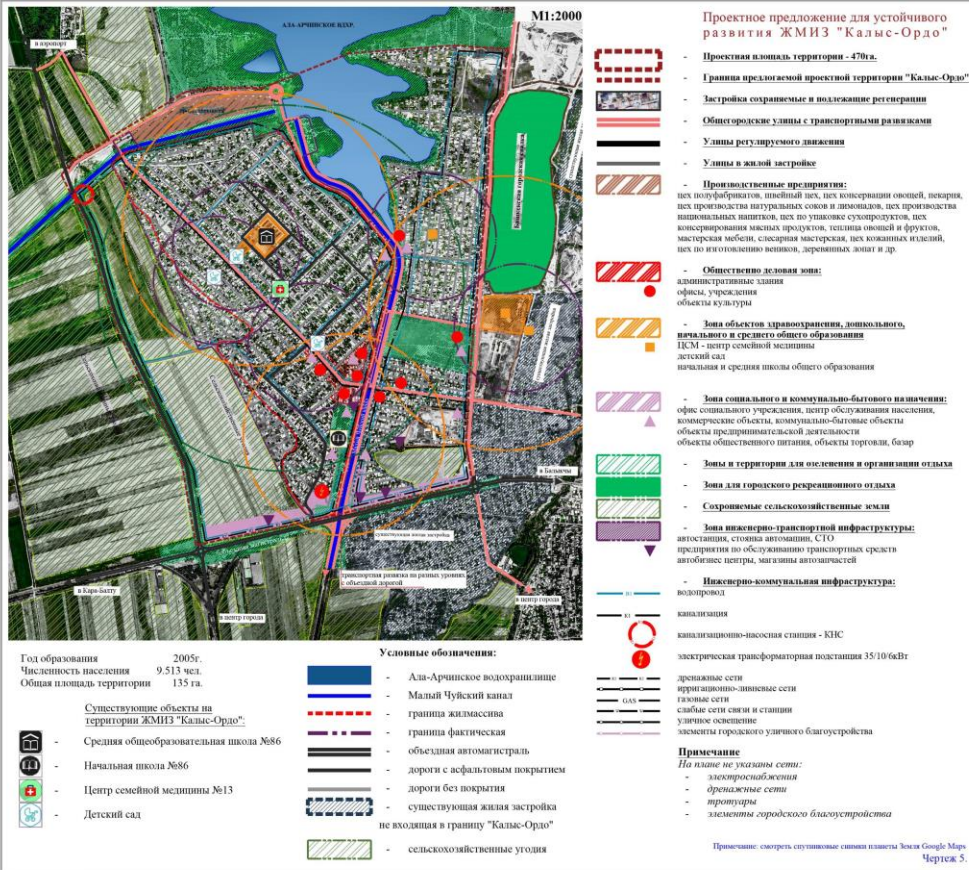 М1:2000
АЛА-АРЧИНСКОЕ ВДХР.
в аэропорт
в Балыкчы
существующая жилая застройка
транспортная развязка на разных уровнях
с объездной дорогой
в Кара-Балту
в центр города
в центр города
Проектное предложение для устойчивого
развития ЖМИЗ "Калыс-Ордо"
- Проектная площадь территории - 470га.
- Граница предлогаемой проектной территории "Калыс-Ордо"
- Застройка сохраняемые и подлежащие регенерации
- Общегородские улицы с транспортными развязками
- Улицы регулируемого движения
- Улицы в жилой застройке
- Производственные предприятия:
цех полуфабрикатов, швейный цех, цех консервации овощей, пекарня,
цех производства натуральных соков и лимонадов, цех производства
национальных напитков, цех по упаковке сухопродуктов, цех
консервирования мясных продуктов, теплица овощей и фруктов,
мастерская мебели, слесарная мастерская, цех кожанных изделий,
цех по изготовлению веников, деревянных лопат и др.
- Общественно деловая зона:
административные здания
офисы, учреждения
объекты культуры
- Зона объектов здравоохранения, дошкольного,
начального и среднего общего образования
ЦСМ - центр семейной медицины
детский сад
начальная и средняя школы общего образования
- Зона социального и коммунально-бытового назначения:
офис социального учреждения, центр обслуживания населения,
коммерческие объекты, коммунально-бытовые объекты
объекты предпринимательской деятельности
объекты общественного питания, объекты торговли, базар
- Зоны и территории для озеленения и организации отдыха
- Зона для городского рекреационного отдыха
- Сохроняемые сельскохозяйственные земли
- Зона инженерно-транспортной инфраструктуры:
автостанция, стоянка автомашин, СТО
предприятия по обслуживанию транспортных средств
автобизнес центры, магазины автозапчастей
- Инженерно-коммунальная инфраструктура:
В1 водопровод
К1 канализация
канализационно-насосная станция - КНС
электрическая трансформаторная подстанция 35/10/6кВт
дренажные сети
ирригационно-ливневые сети
GAS газовые сети
слабые сети связи и станции
уличное освещение
элементы городского уличного благоустройства
Примечание
На плане не указаны сети:
- электроснабжения
- дренажные сети
- тротуары
- элементы городского благоустройства
Примечание: смотреть спутниковые снимки планеты Земля Google Maps
Чертеж 5.
Год образования 2005г.
Численность населения 9.513 чел.
Общая площадь территории 135 га.
Существующие объекты на
территории ЖМИЗ "Калыс-Ордо":
- Средняя общеобразовательная школа №86
- Начальная школа №86
- Центр семейной медицины №13
- Детский сад
Условные обозначения:
- Ала-Арчинское водохранилище
- Малый Чуйский канал
- граница жилмассива
- граница фактическая
- объездная автомагистраль
- дороги с асфальтовым покрытием
- дороги без покрытия
- существующая жилая застройка
не входящая в границу "Калыс-Ордо"
- сельскохозяйственные угодия